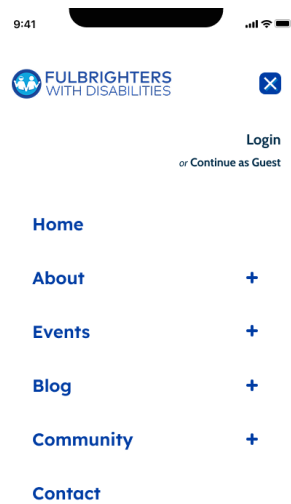 9:41
FULBRIGHTERS
WITH DISABILITIES
Login
or Continue as Guest
Home
About +
Events +
Blog +
Community +
Contact